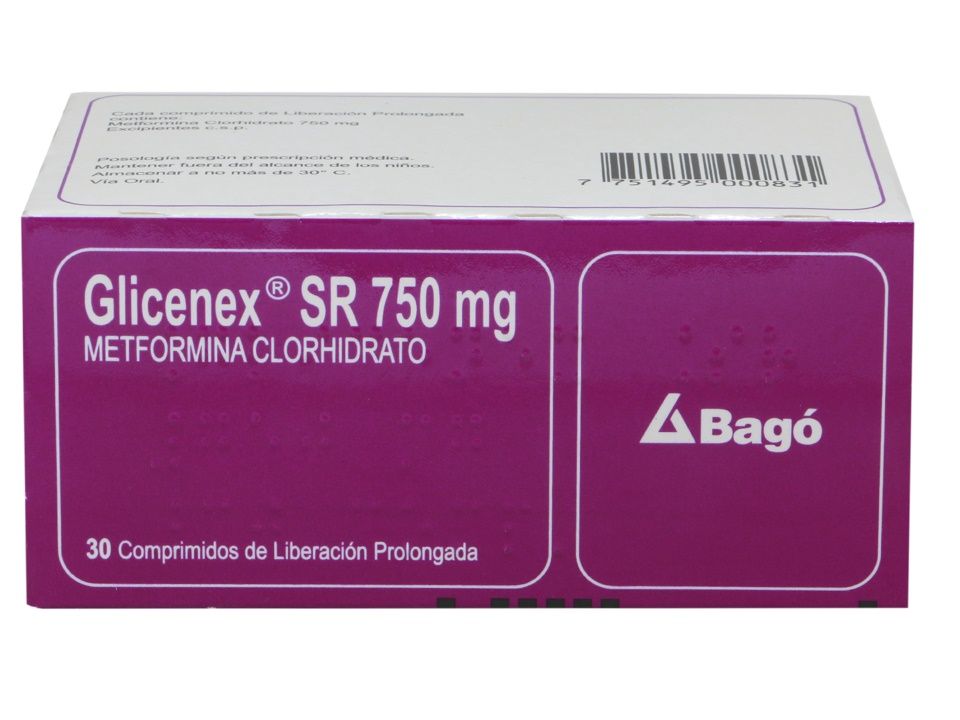 Cada comprimido de Liberación Prolongada
contiene
Metformina Clorhidrato 750 mg
Excipientes c.s.p.
Posología según prescripción médica.
Mantener fuera del alcance de los niños.
Almacenar a no más de 30° C.
Vía Oral.
7 751495 000831
Glicenex® SR 750 mg
METFORMINA CLORHIDRATO
Bagó
30 Comprimidos de Liberación Prolongada